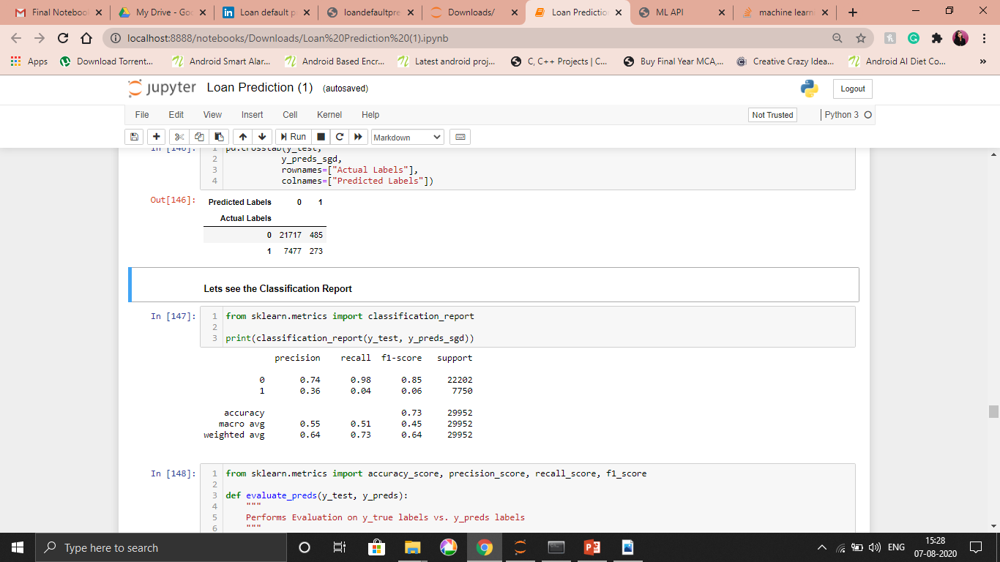 Final Notebool
My Drive - Goo
Loan default p
loandefaultpre
Downloads/
Loan Predictio
ML API
machine learni
localhost:8888/notebooks/Downloads/Loan%20Prediction%20(1).ipynb
Apps
Download Torrent...
Android Smart Alar...
Android Based Encr...
Latest android proj...
C, C++ Projects | C...
Buy Final Year MCA,...
Creative Crazy Idea...
Android AI Diet Co...
»
jupyter Loan Prediction (1) (autosaved)
Logout
File Edit View Insert Cell Kernel Help
Not Trusted
Python 3
Run
Markdown
In [146]: 1 pd.crosstab(y_test,
2 y_preds_sgd,
3 rownames=["Actual Labels"],
4 colnames=["Predicted Labels"])
Out[146]: Predicted Labels 0 1
Actual Labels
0 21717 485
1 7477 273
Lets see the Classification Report
In [147]: 1 from sklearn.metrics import classification_report
2
3 print(classification_report(y_test, y_preds_sgd))
precision recall f1-score support
0 0.74 0.98 0.85 22202
1 0.36 0.04 0.06 7750
accuracy 0.73 29952
macro avg 0.55 0.51 0.45 29952
weighted avg 0.64 0.73 0.64 29952
In [148]: 1 from sklearn.metrics import accuracy_score, precision_score, recall_score, f1_score
2
3 def evaluate_preds(y_test, y_preds):
4 """
5 Performs Evaluation on y_true labels vs. y_preds labels
6 """
Type here to search
ENG
15:28
07-08-2020